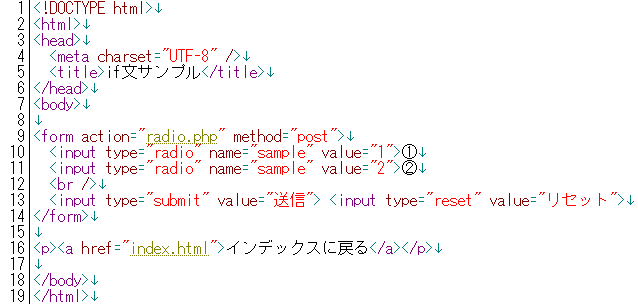 1 <!DOCTYPE html>↓
2 <html>↓
3 <head>↓
4   <meta charset="UTF-8" />↓
5   <title>if文サンプル</title>↓
6 </head>↓
7 <body>↓
8 ↓
9 <form action="radio.php" method="post">↓
10   <input type="radio" name="sample" value="1">①↓
11   <input type="radio" name="sample" value="2">②↓
12   <br />↓
13   <input type="submit" value="送信"> <input type="reset" value="リセット">↓
14 </form>↓
15 ↓
16 <p><a href="index.html">インデックスに戻る</a></p>↓
17 ↓
18 </body>↓
19 </html>↓